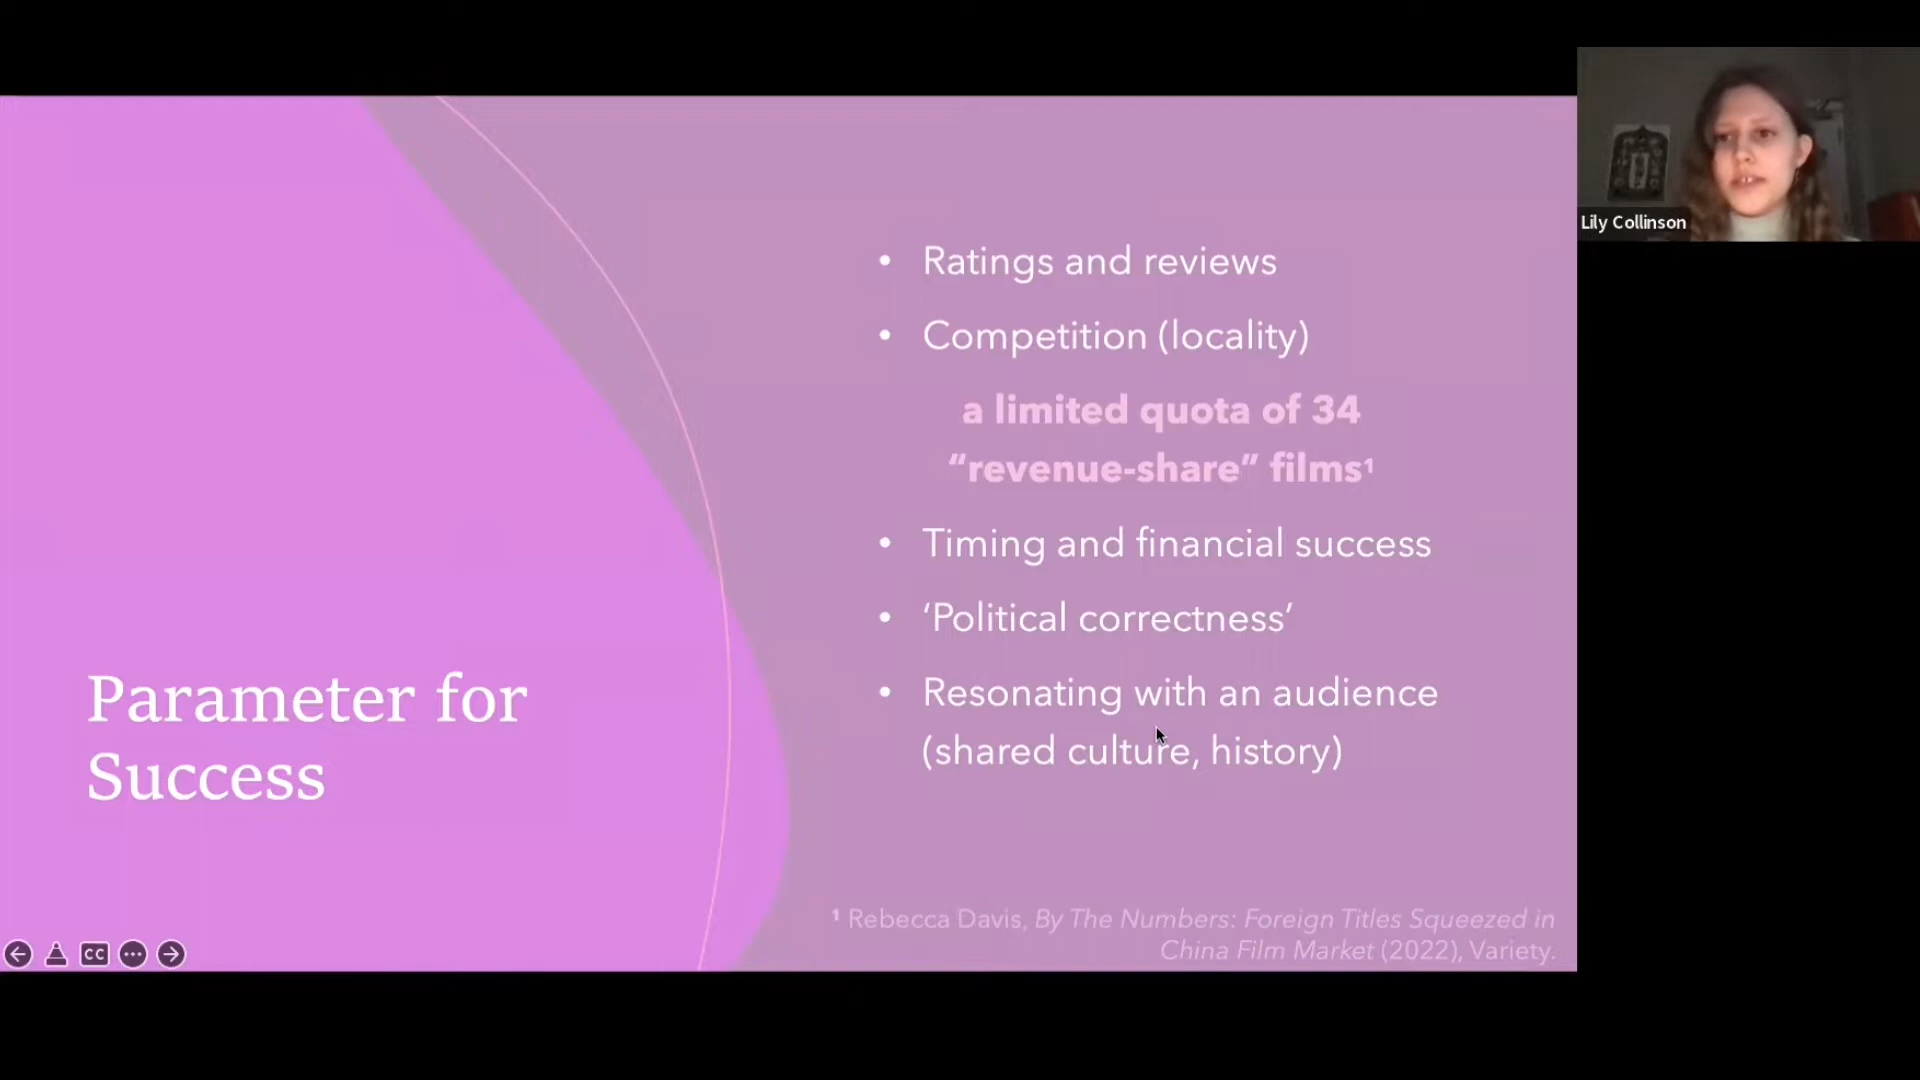 Parameter for
Success
• Ratings and reviews
• Competition (locality)
a limited quota of 34
“revenue-share” films¹
• Timing and financial success
• ‘Political correctness’
• Resonating with an audience
(shared culture, history)
¹ Rebecca Davis, By The Numbers: Foreign Titles Squeezed in
China Film Market (2022), Variety.
CC
Lily Collinson